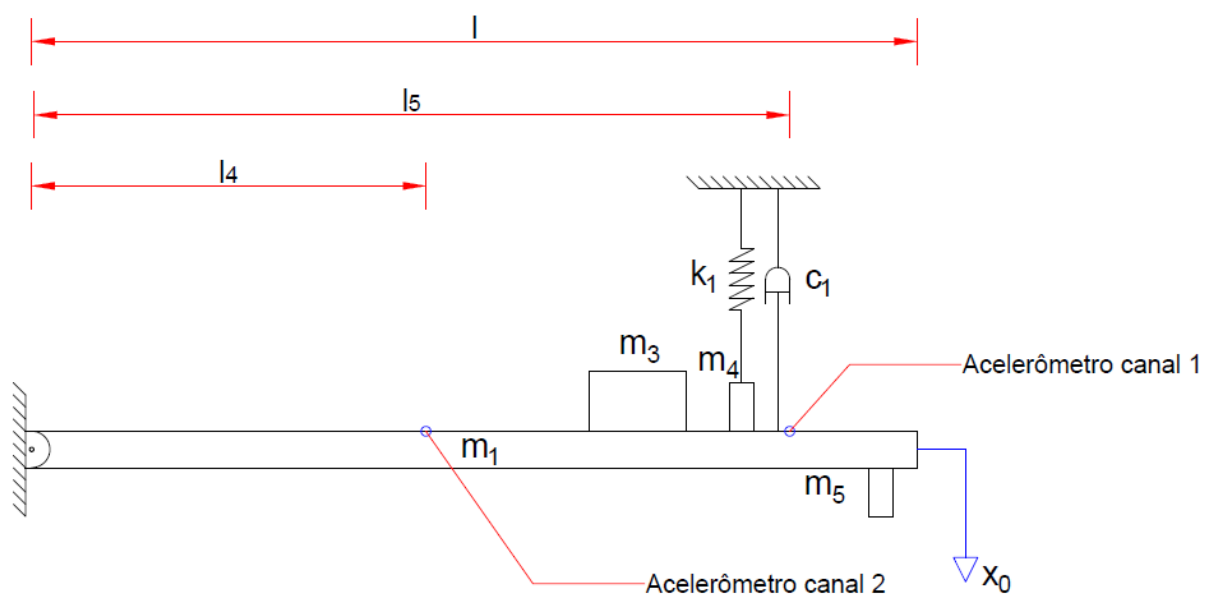 l
l5
l4
k1
c1
m3
m4
Acelerômetro canal 1
m1
m5
Acelerômetro canal 2
x0